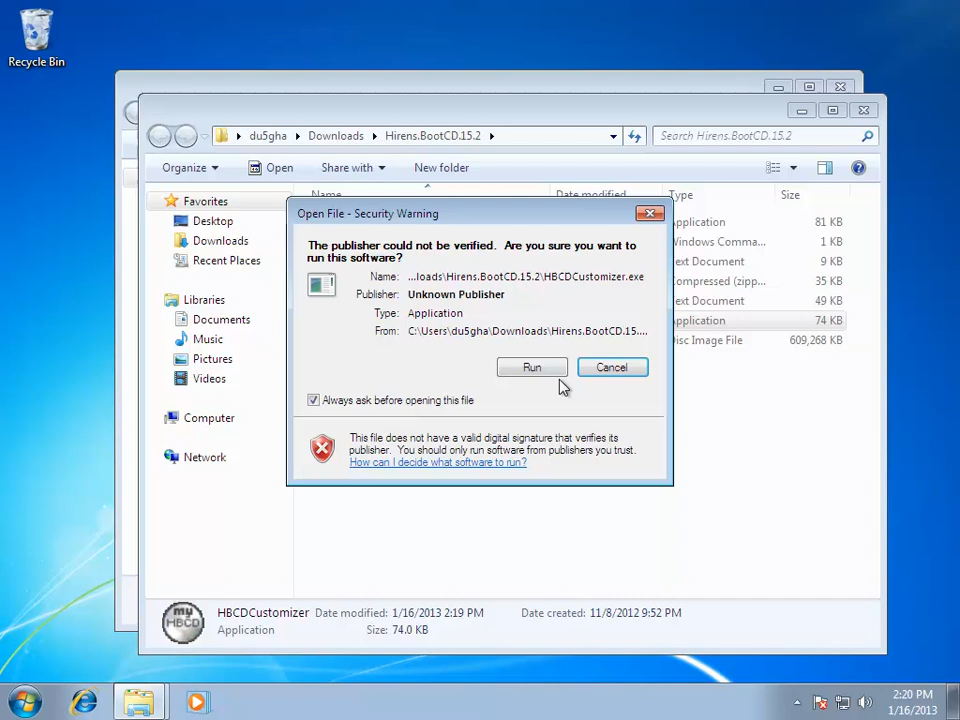 Recycle Bin
du5gha
Downloads
Hirens.BootCD.15.2
Search Hirens.BootCD.15.2
Organize
Open
Share with
New folder
Favorites
Desktop
Downloads
Recent Places
Libraries
Documents
Music
Pictures
Videos
Computer
Network
Name
Date modified
Type
Size
Application 81 KB
Windows Comma... 1 KB
Text Document 9 KB
Compressed (zipp... 35 KB
Text Document 49 KB
Application 74 KB
Disc Image File 609,268 KB
Open File - Security Warning
The publisher could not be verified. Are you sure you want to
run this software?
Name: ...loads\Hirens.BootCD.15.2\HBCDCustomizer.exe
Publisher: Unknown Publisher
Type: Application
From: C:\Users\du5gha\Downloads\Hirens.BootCD.15....
Run
Cancel
Always ask before opening this file
This file does not have a valid digital signature that verifies its
publisher. You should only run software from publishers you trust.
How can I decide what software to run?
my
HBCD
HBCDCustomizer Date modified: 1/16/2013 2:19 PM Date created: 11/8/2012 9:52 PM
Application Size: 74.0 KB
2:20 PM
1/16/2013